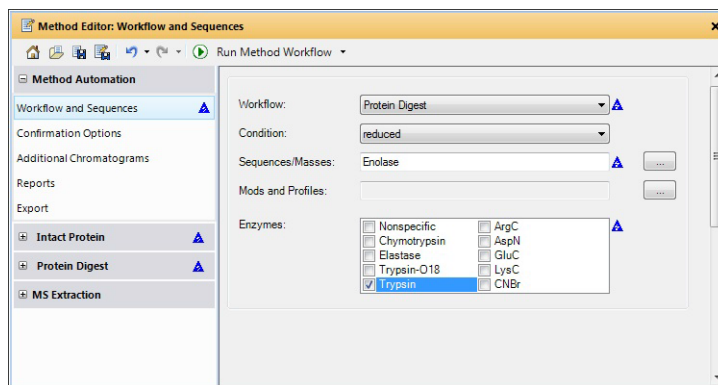 Method Editor: Workflow and Sequences
Run Method Workflow
Method Automation
Workflow and Sequences
Confirmation Options
Additional Chromatograms
Reports
Export
Intact Protein
Protein Digest
MS Extraction
Workflow: Protein Digest
Condition: reduced
Sequences/Masses: Enolase ...
Mods and Profiles: ...
Enzymes:
Nonspecific ArgC
Chymotrypsin AspN
Elastase GluC
Trypsin-O18 LysC
Trypsin CNBr